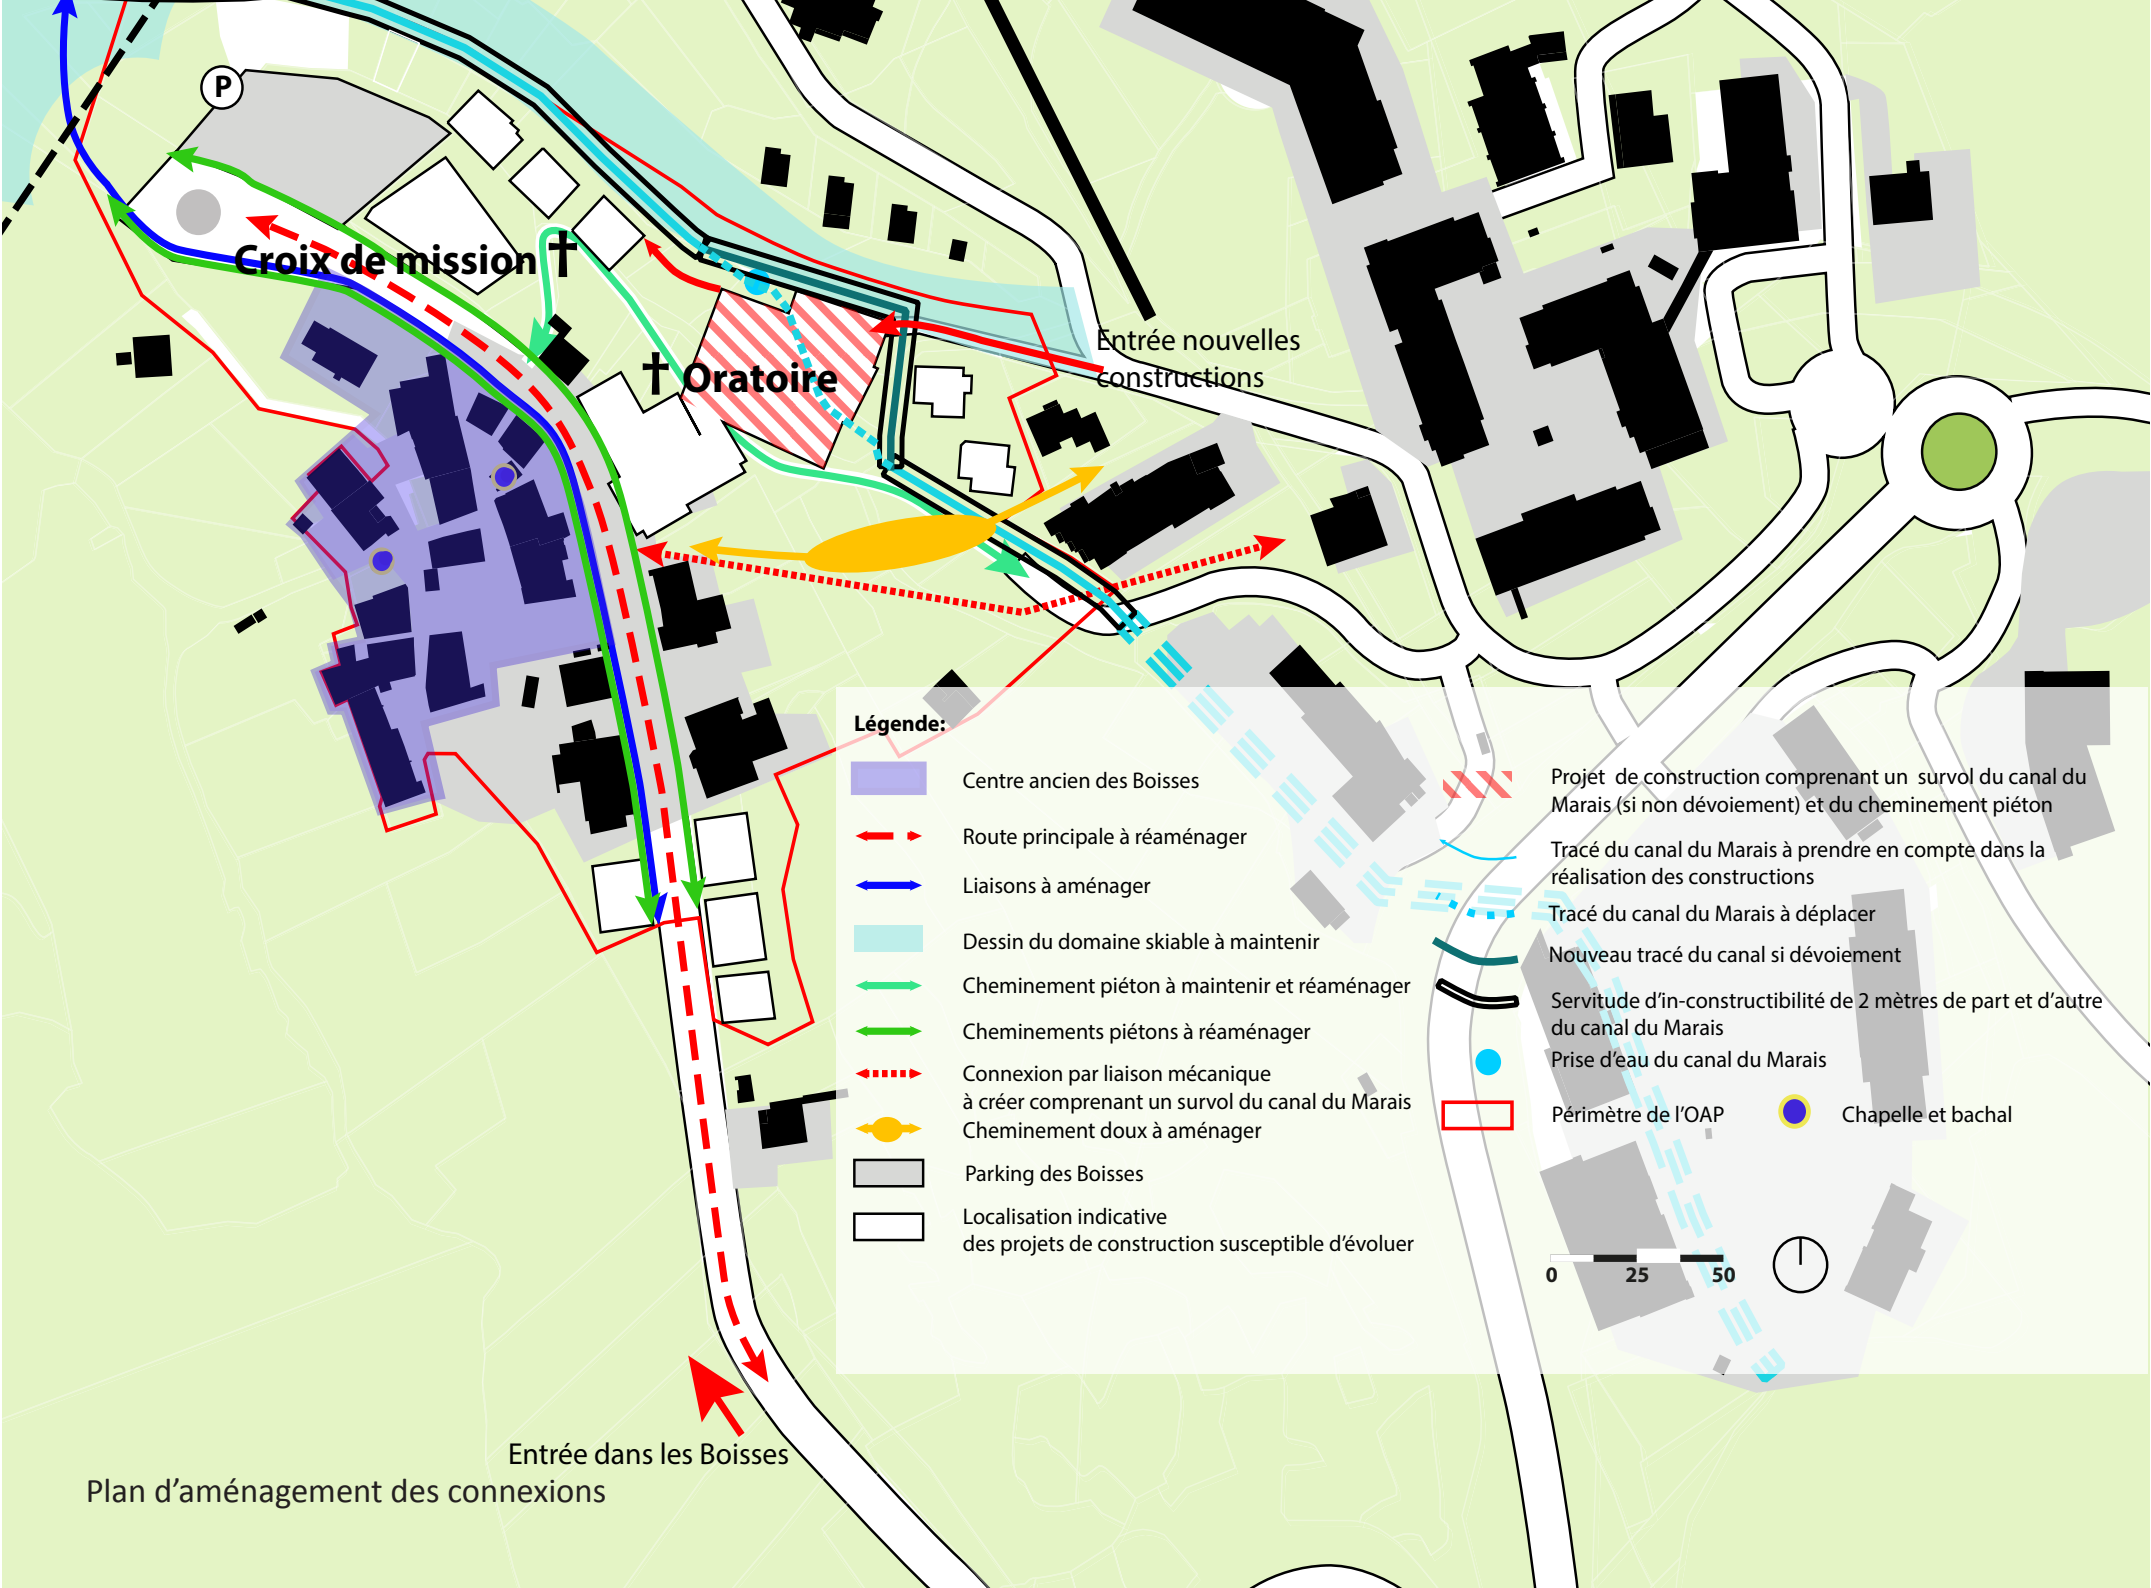 P
Croix de mission
Entrée nouvelles
constructions
Oratoire
Légende:
Centre ancien des Boisses
Route principale à réaménager
Liaisons à aménager
Dessin du domaine skiable à maintenir
Cheminement piéton à maintenir et réaménager
Cheminements piétons à réaménager
Connexion par liaison mécanique
à créer comprenant un survol du canal du Marais
Cheminement doux à aménager
Parking des Boisses
Localisation indicative
des projets de construction susceptible d'évoluer
Projet de construction comprenant un survol du canal du
Marais (si non dévoiement) et du cheminement piéton
Tracé du canal du Marais à prendre en compte dans la
réalisation des constructions
Tracé du canal du Marais à déplacer
Nouveau tracé du canal si dévoiement
Servitude d'in-constructibilité de 2 mètres de part et d'autre
du canal du Marais
Prise d'eau du canal du Marais
Périmètre de l'OAP
Chapelle et bachal
0 25 50
Entrée dans les Boisses
Plan d'aménagement des connexions